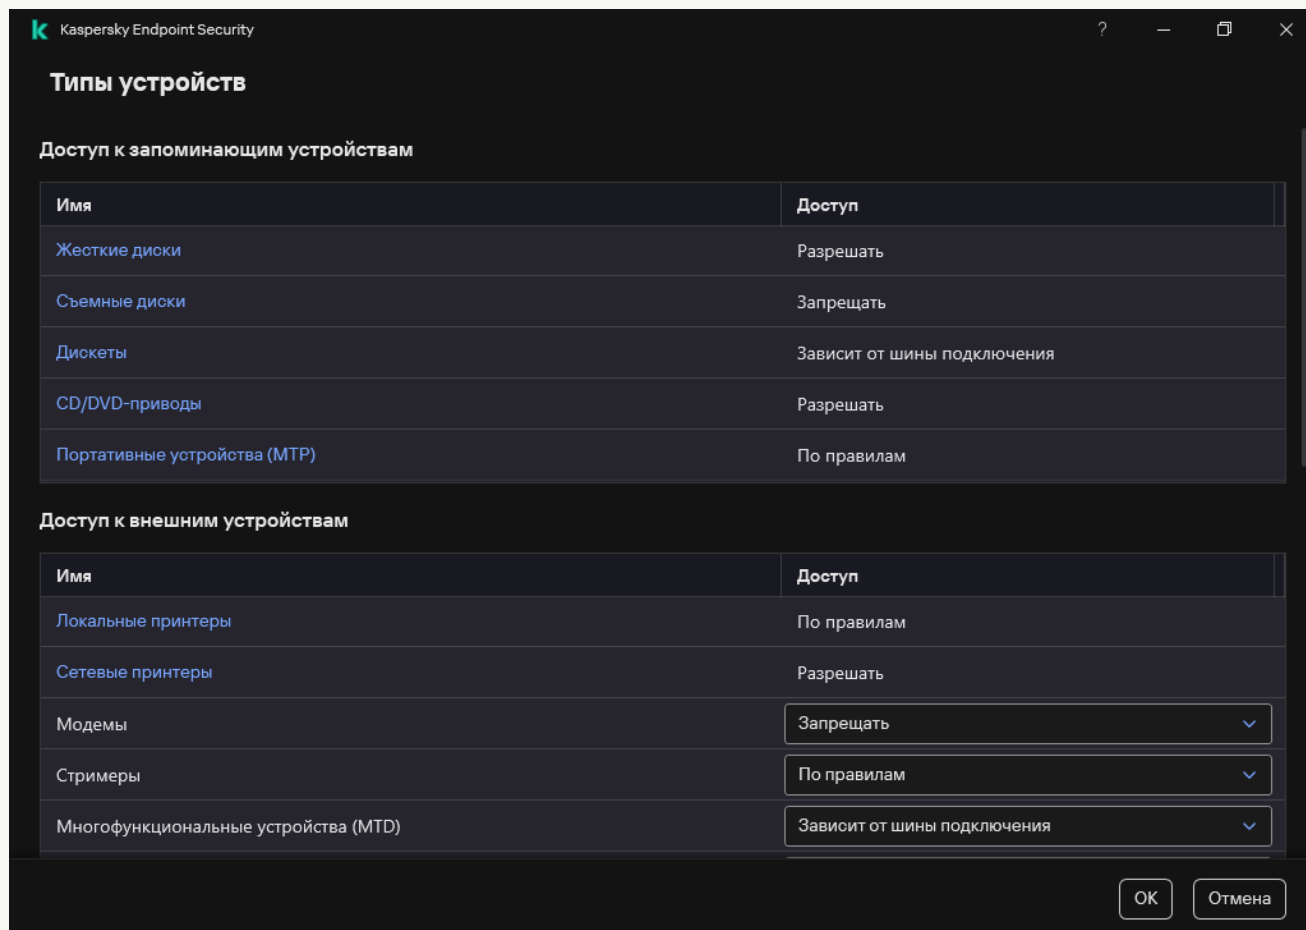 Kaspersky Endpoint Security ?
Типы устройств
Доступ к запоминающим устройствам
Имя Доступ
Жесткие диски Разрешать
Съемные диски Запрещать
Дискеты Зависит от шины подключения
CD/DVD-приводы Разрешать
Портативные устройства (MTP) По правилам
Доступ к внешним устройствам
Имя Доступ
Локальные принтеры По правилам
Сетевые принтеры Разрешать
Модемы Запрещать
Стримеры По правилам
Многофункциональные устройства (MTD) Зависит от шины подключения
ОК Отмена